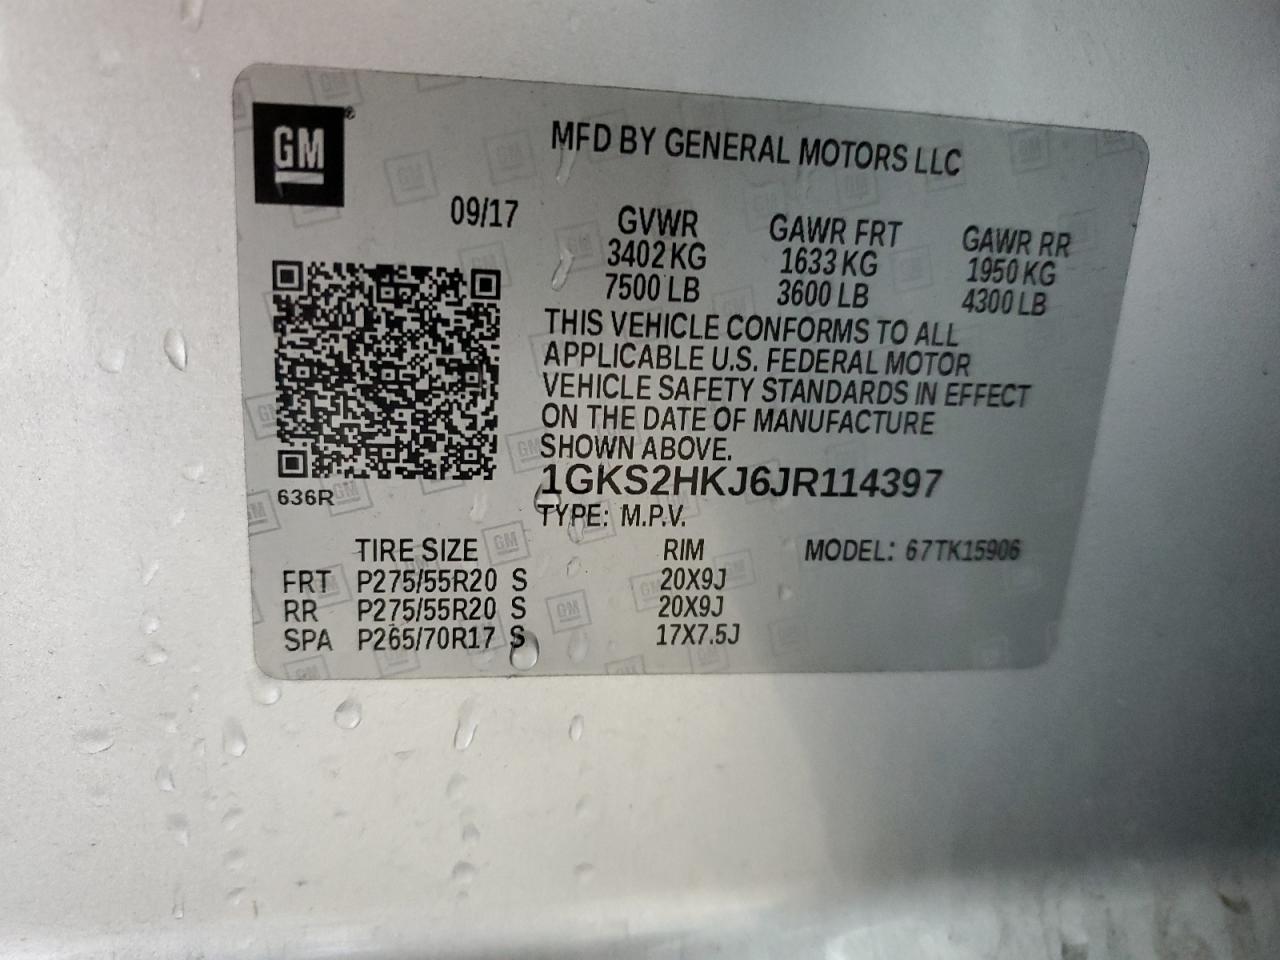 GM®
MFD BY GENERAL MOTORS LLC
09/17
GVWR GAWR FRT GAWR RR
3402 KG 1633 KG 1950 KG
7500 LB 3600 LB 4300 LB
THIS VEHICLE CONFORMS TO ALL
APPLICABLE U.S. FEDERAL MOTOR
VEHICLE SAFETY STANDARDS IN EFFECT
ON THE DATE OF MANUFACTURE
SHOWN ABOVE.
1GKS2HKJ6JR114397
636R
TYPE: M.P.V.
TIRE SIZE RIM MODEL: 67TK15906
FRT P275/55R20 S 20X9J
RR P275/55R20 S 20X9J
SPA P265/70R17 S 17X7.5J